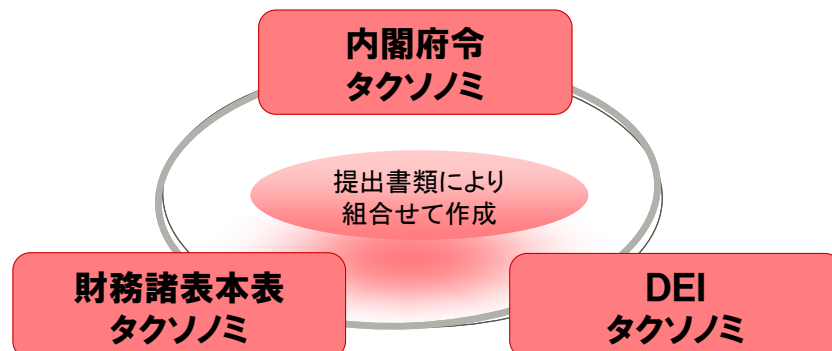 内閣府令
タクソノミ
提出書類により
組合せて作成
財務諸表本表
タクソノミ
DEI
タクソノミ